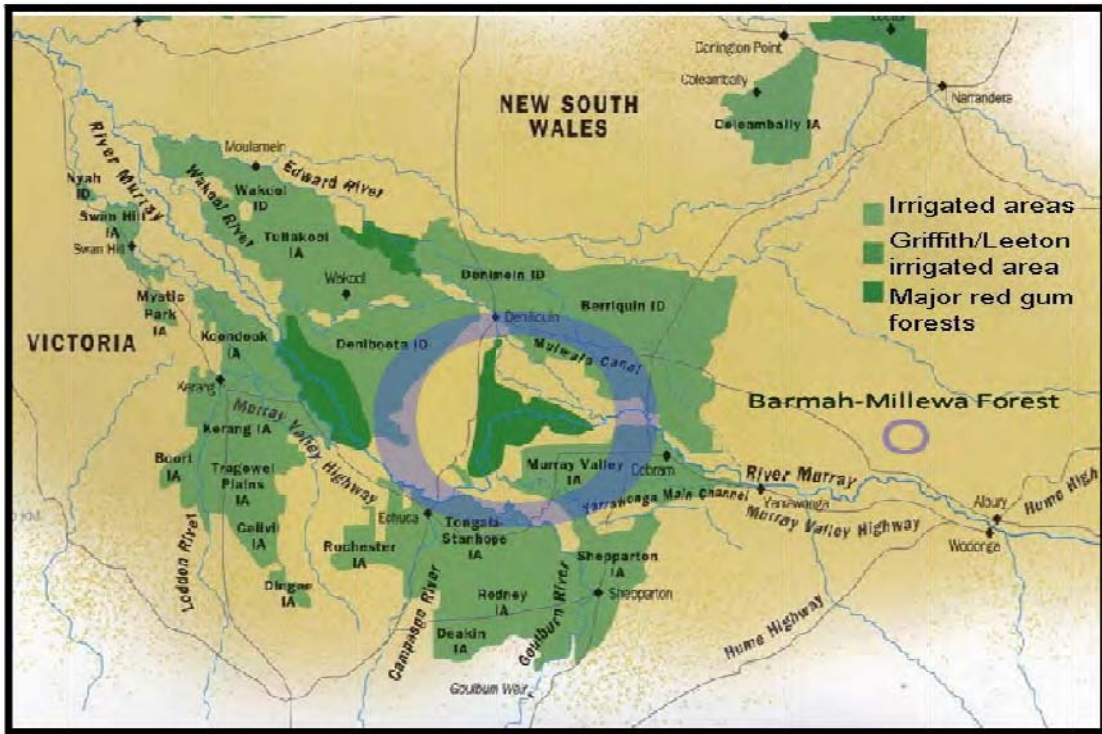 Darlington Point
Coleambally
NEW SOUTH
WALES
Narrandera
Coleambally IA
River Murray
Moulamein
Edward River
Nyah
ID
Wakool
ID
Wakool River
Swan Hill
IA
Swan Hill
Tullakool
IA
Irrigated areas
Griffith/Leeton
irrigated area
Major red gum
forests
Wakool
Denimein ID
Berriquin ID
Mystic
Park
IA
Deniliquin
VICTORIA
Koondook
IA
Deniboota ID
Mulwala Canal
Kerang
Barmah-Millewa Forest
Murray Valley Highway
Kerang IA
Boort
IA
Tragowel
Plains
IA
Murray Valley
IA
Cobram
River Murray
Yarrawonga Main Channel
Yarrawonga
Murray Valley Highway
Albury
Hume High
Wodonga
Echuca
Tongala-
Stanhope
IA
Calivil
IA
Rochester
IA
Shepparton
IA
Loddon River
Dingee
IA
Campaspe River
Rodney
IA
Goulburn River
Shepparton
Deakin
IA
Hume Highway
Goulburn Weir